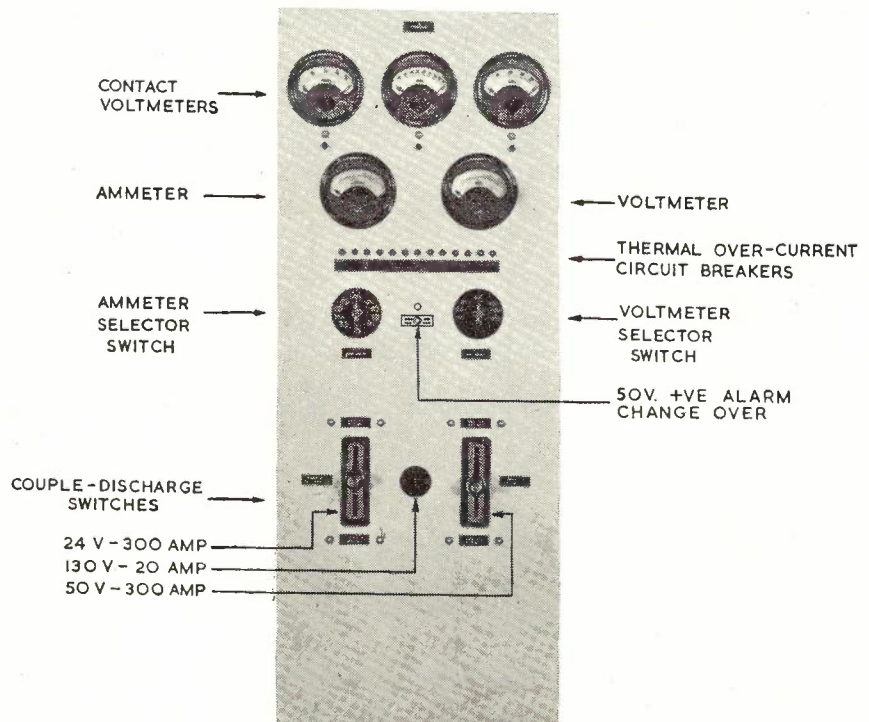 CONTACT
VOLTMETERS
AMMETER
VOLTMETER
THERMAL OVER-CURRENT
CIRCUIT BREAKERS
AMMETER
SELECTOR
SWITCH
VOLTMETER
SELECTOR
SWITCH
50V. +VE ALARM
CHANGE OVER
COUPLE-DISCHARGE
SWITCHES
24 V-300 AMP
130 V-20 AMP
50 V-300 AMP